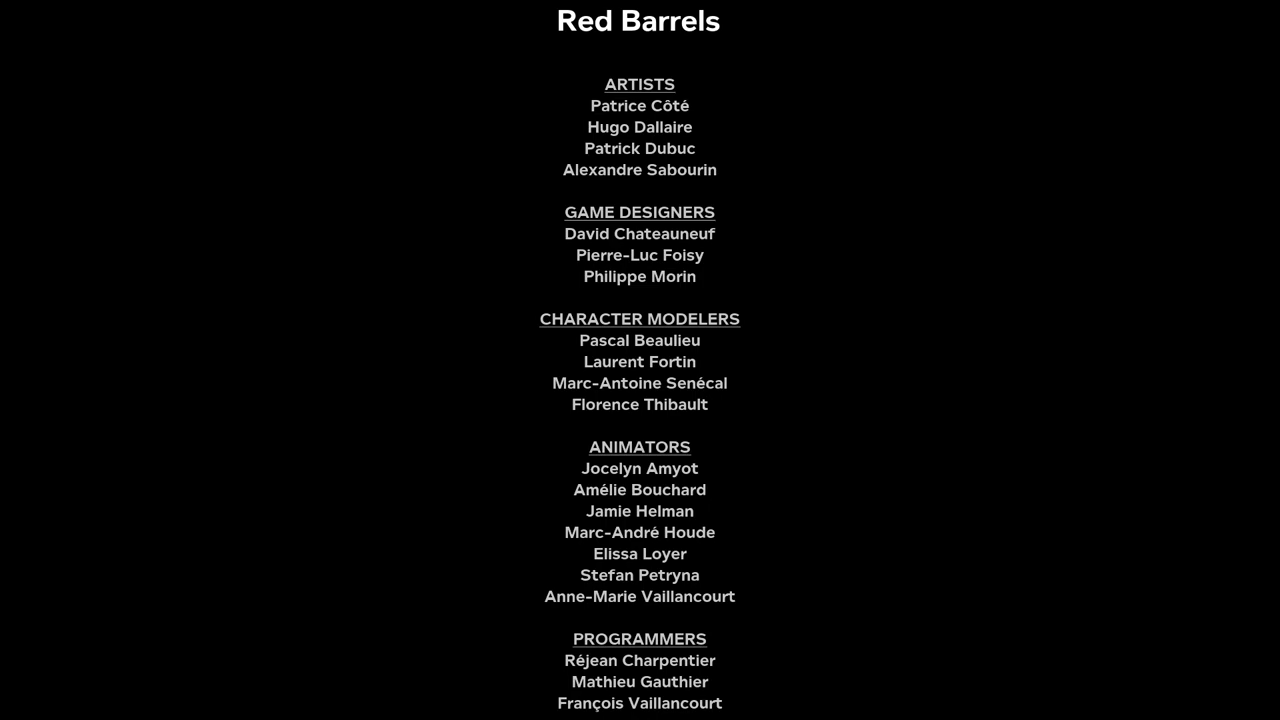 Red Barrels
ARTISTS
Patrice Côté
Hugo Dallaire
Patrick Dubuc
Alexandre Sabourin
GAME DESIGNERS
David Chateauneuf
Pierre-Luc Foisy
Philippe Morin
CHARACTER MODELERS
Pascal Beaulieu
Laurent Fortin
Marc-Antoine Senécal
Florence Thibault
ANIMATORS
Jocelyn Amyot
Amélie Bouchard
Jamie Helman
Marc-André Houde
Elissa Loyer
Stefan Petryna
Anne-Marie Vaillancourt
PROGRAMMERS
Réjean Charpentier
Mathieu Gauthier
François Vaillancourt